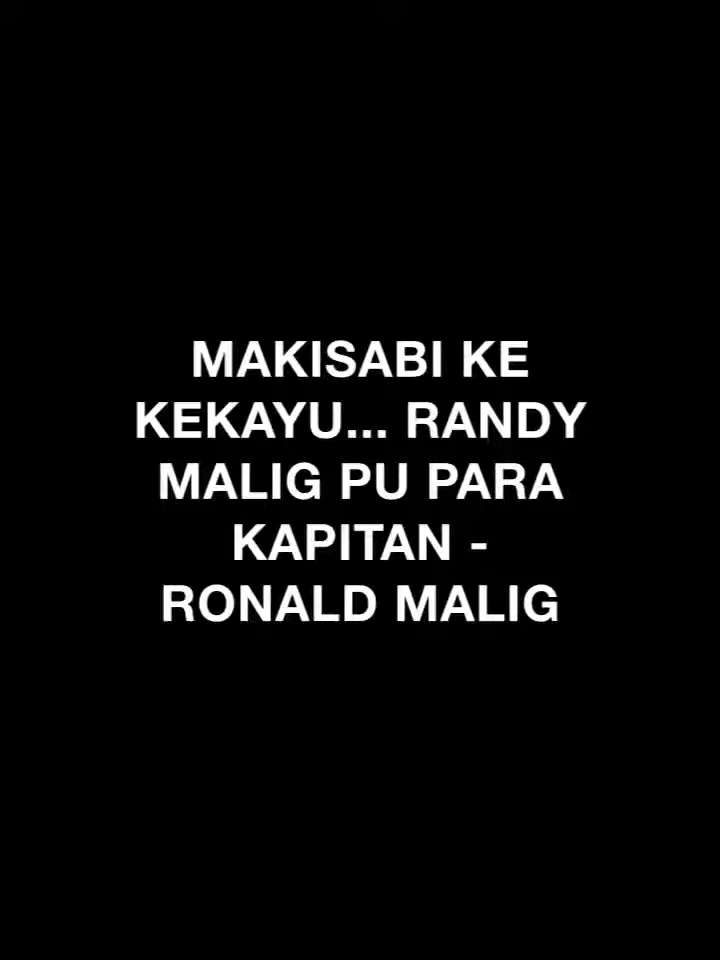 MAKISABI KE
KEKAYU... RANDY
MALIG PU PARA
KAPITAN -
RONALD MALIG